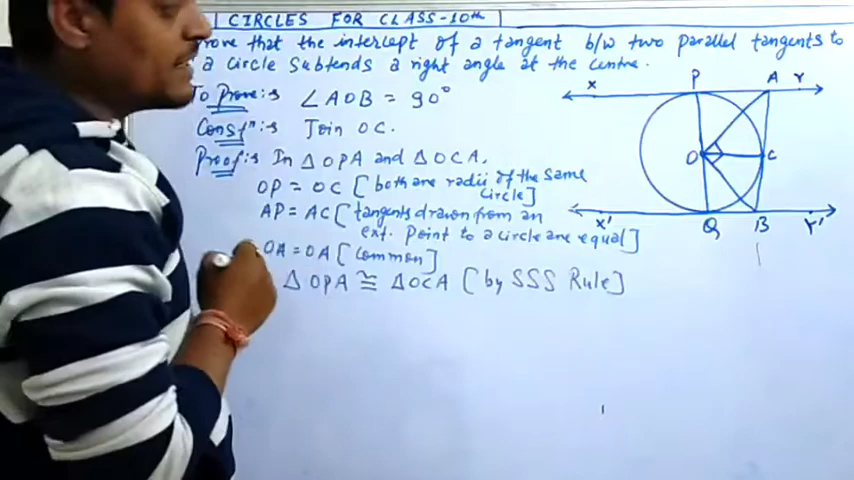 CIRCLES FOR CLASS-10th
rove that the intercept of a tangent b/w two parallel tangents to
a circle subtends a right angle at the centre.
To Prove:s ∠AOB = 90°
Constⁿ:s Join OC.
Proof:s In △OPA and △OCA,
OP = OC [both are radii of the same
circle]
AP = AC [tangents drawn from an
ext. point to a circle are equal]
OA = OA [common]
△OPA ≅ △OCA [by SSS Rule]
P A
X Y
O C
X' Y'
Q B